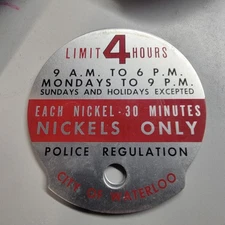 LIMIT 4 HOURS
9 A.M. TO 6 P.M.
MONDAYS TO 9 P.M.
SUNDAYS AND HOLIDAYS EXCEPTED
EACH NICKEL - 30 MINUTES
NICKELS ONLY
POLICE REGULATION
CITY OF WATERLOO